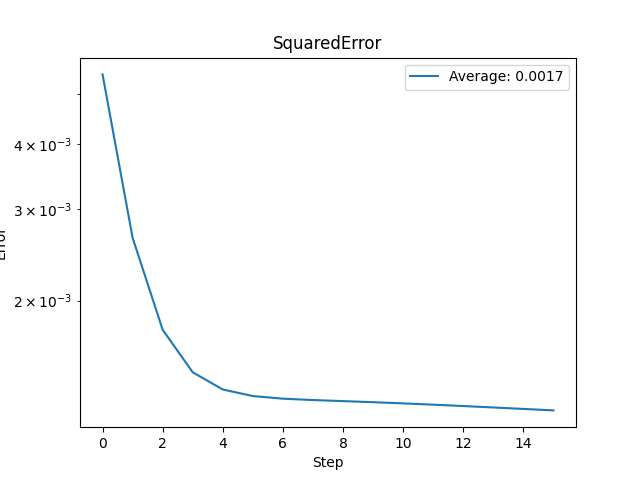 SquaredError
Average: 0.0017
4 × 10⁻³
3 × 10⁻³
2 × 10⁻³
Error
0 2 4 6 8 10 12 14
Step